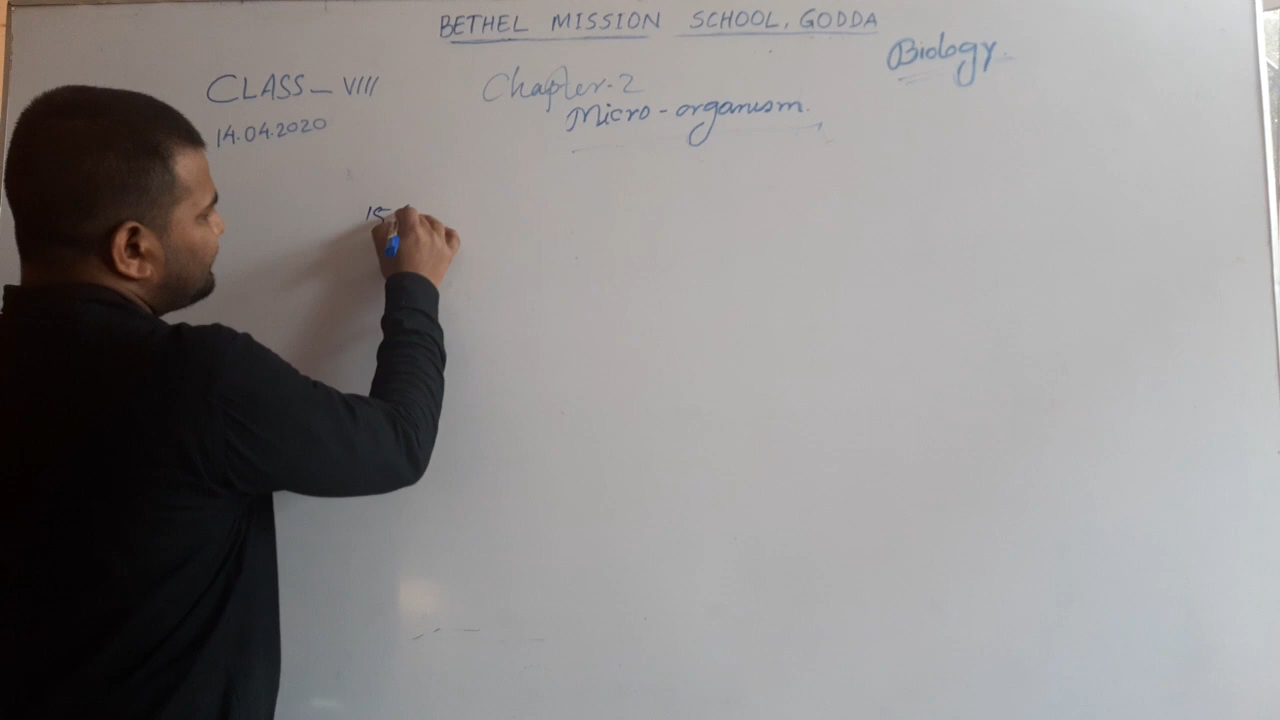 BETHEL MISSION SCHOOL, GODDA
Biology
CLASS - VIII
Chapter-2
Micro-organism.
14.04.2020